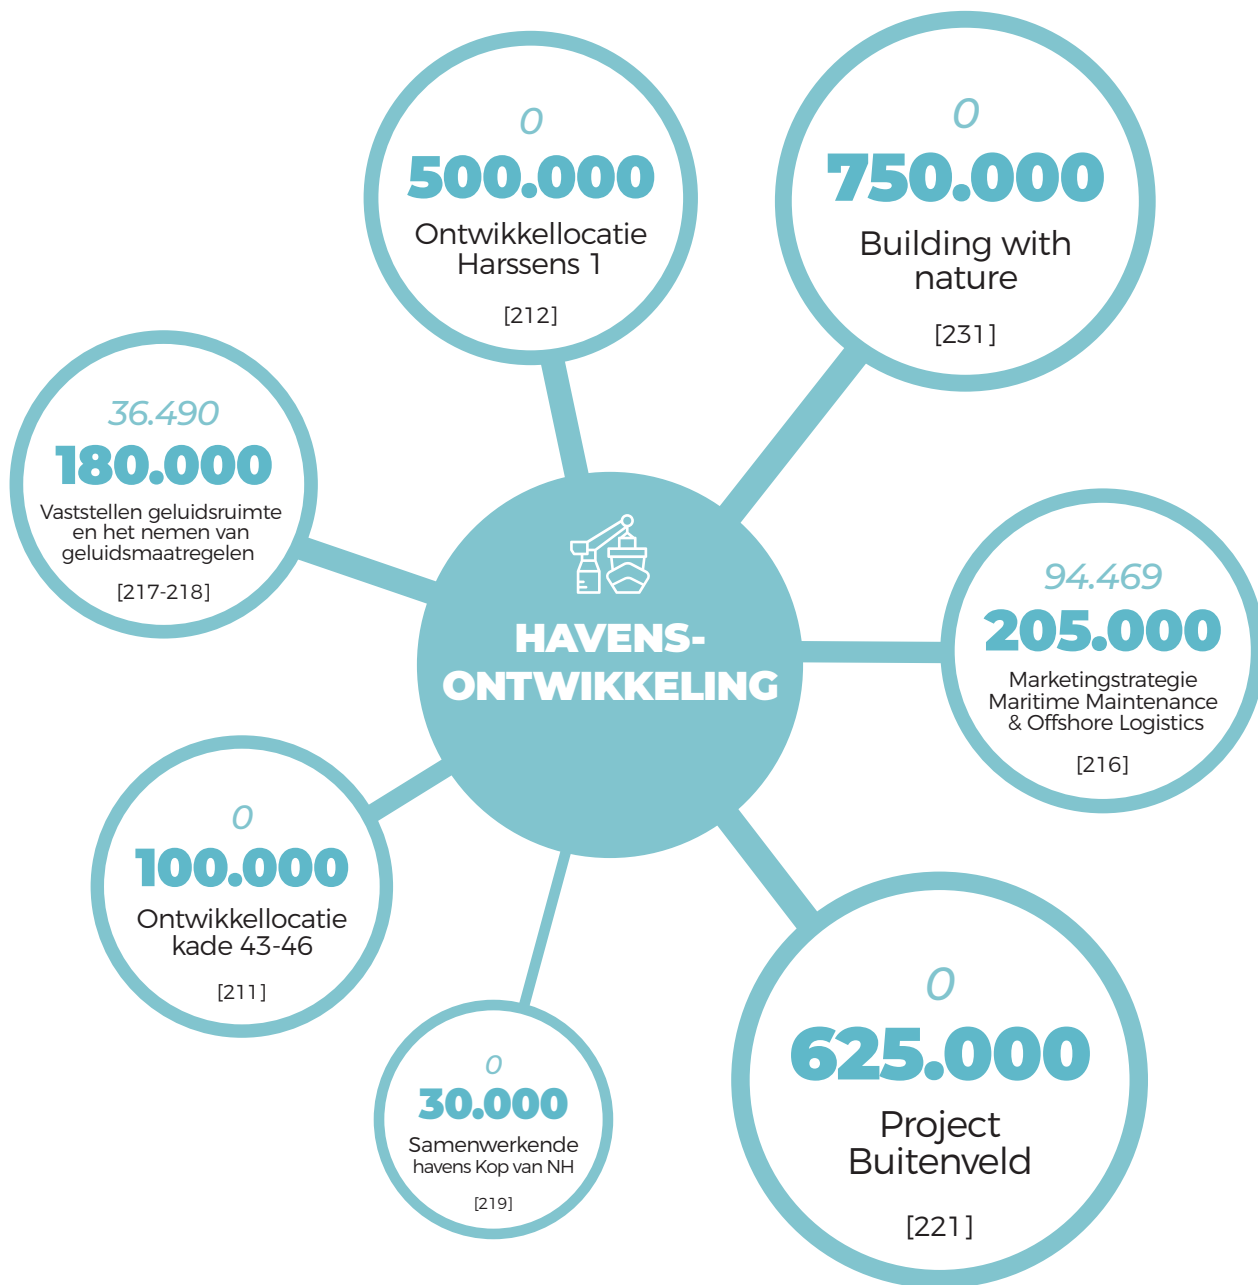 0
500.000
Ontwikkellocatie
Harssens 1
[212]
0
750.000
Building with
nature
[231]
36.490
180.000
Vaststellen geluidsruimte
en het nemen van
geluidsmaatregelen
[217-218]
HAVENS-
ONTWIKKELING
94.469
205.000
Marketingstrategie
Maritime Maintenance
& Offshore Logistics
[216]
0
100.000
Ontwikkellocatie
kade 43-46
[211]
0
30.000
Samenwerkende
havens Kop van NH
[219]
0
625.000
Project
Buitenveld
[221]